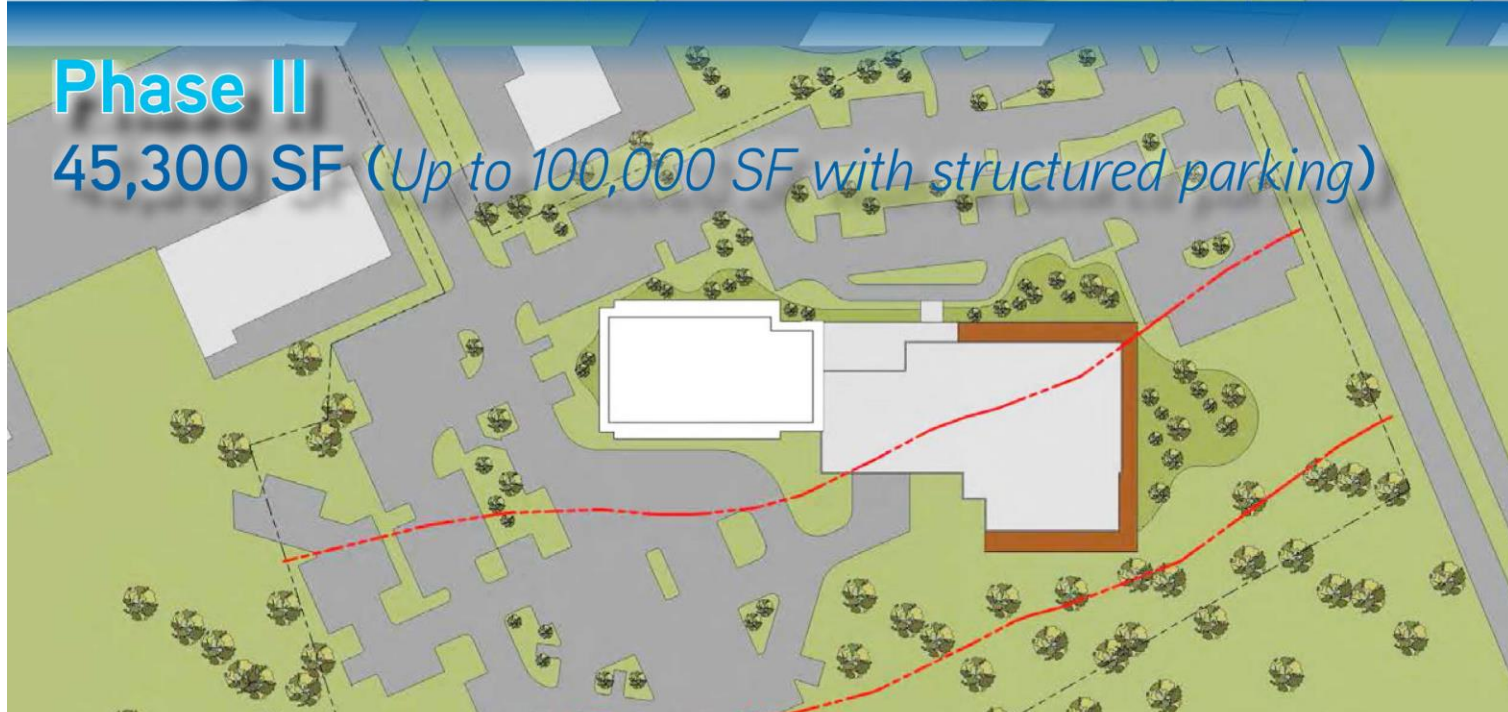 Phase II
45,300 SF (Up to 100,000 SF with structured parking)